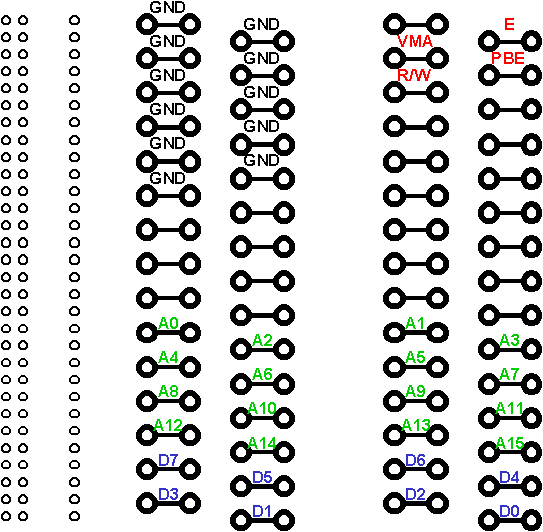 GND
GND E
GND VMA
GND PBE
GND R/W
GND
GND
GND
GND
GND
GND
A0 A1
A2 A3
A4 A5
A6 A7
A8 A9
A10 A11
A12 A13
A14 A15
D7 D6
D5 D4
D3 D2
D1 D0